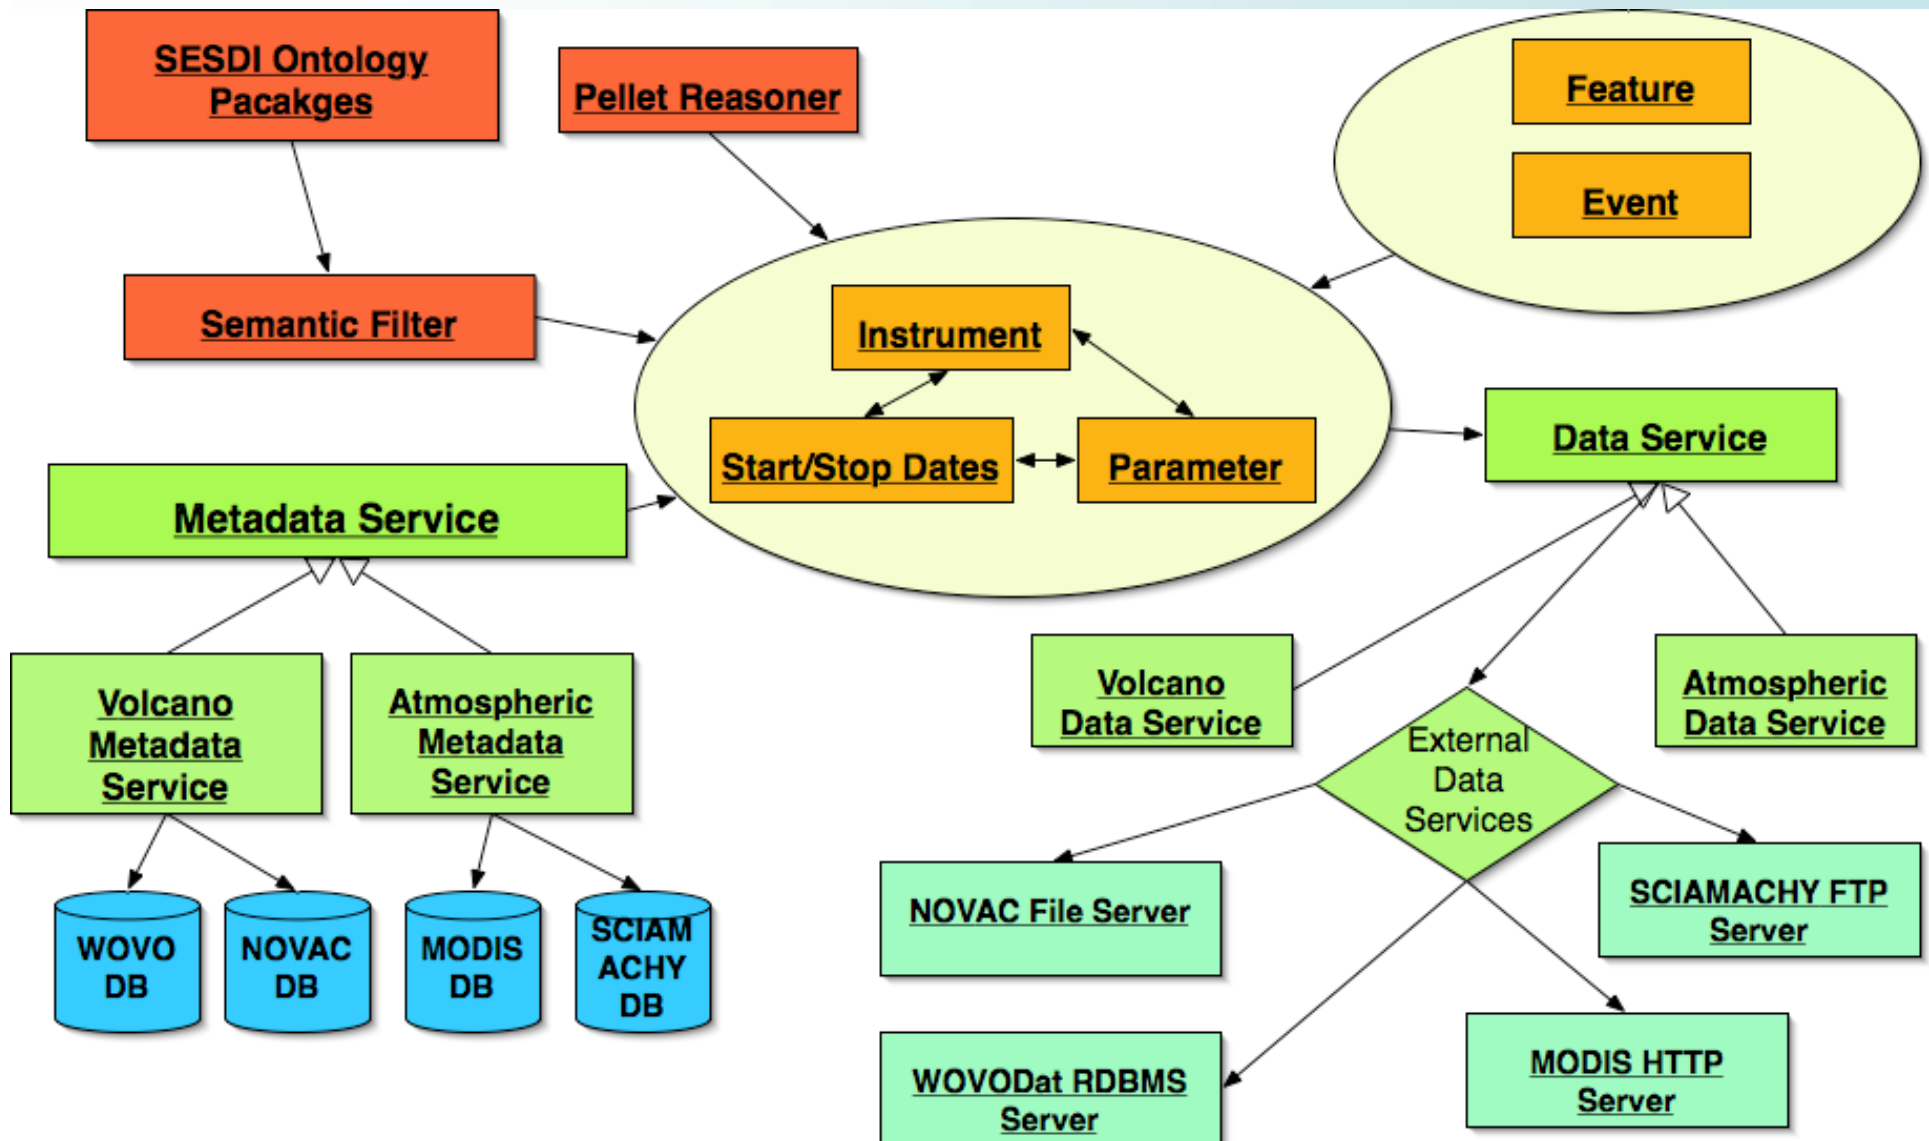 SESDI Ontology
Pacakges
Pellet Reasoner
Feature
Event
Semantic Filter
Instrument
Start/Stop Dates
Parameter
Data Service
Metadata Service
Volcano
Metadata
Service
Atmospheric
Metadata
Service
Volcano
Data Service
External
Data
Services
Atmospheric
Data Service
WOVO
DB
NOVAC
DB
MODIS
DB
SCIAM
ACHY
DB
NOVAC File Server
SCIAMACHY FTP
Server
WOVODat RDBMS
Server
MODIS HTTP
Server